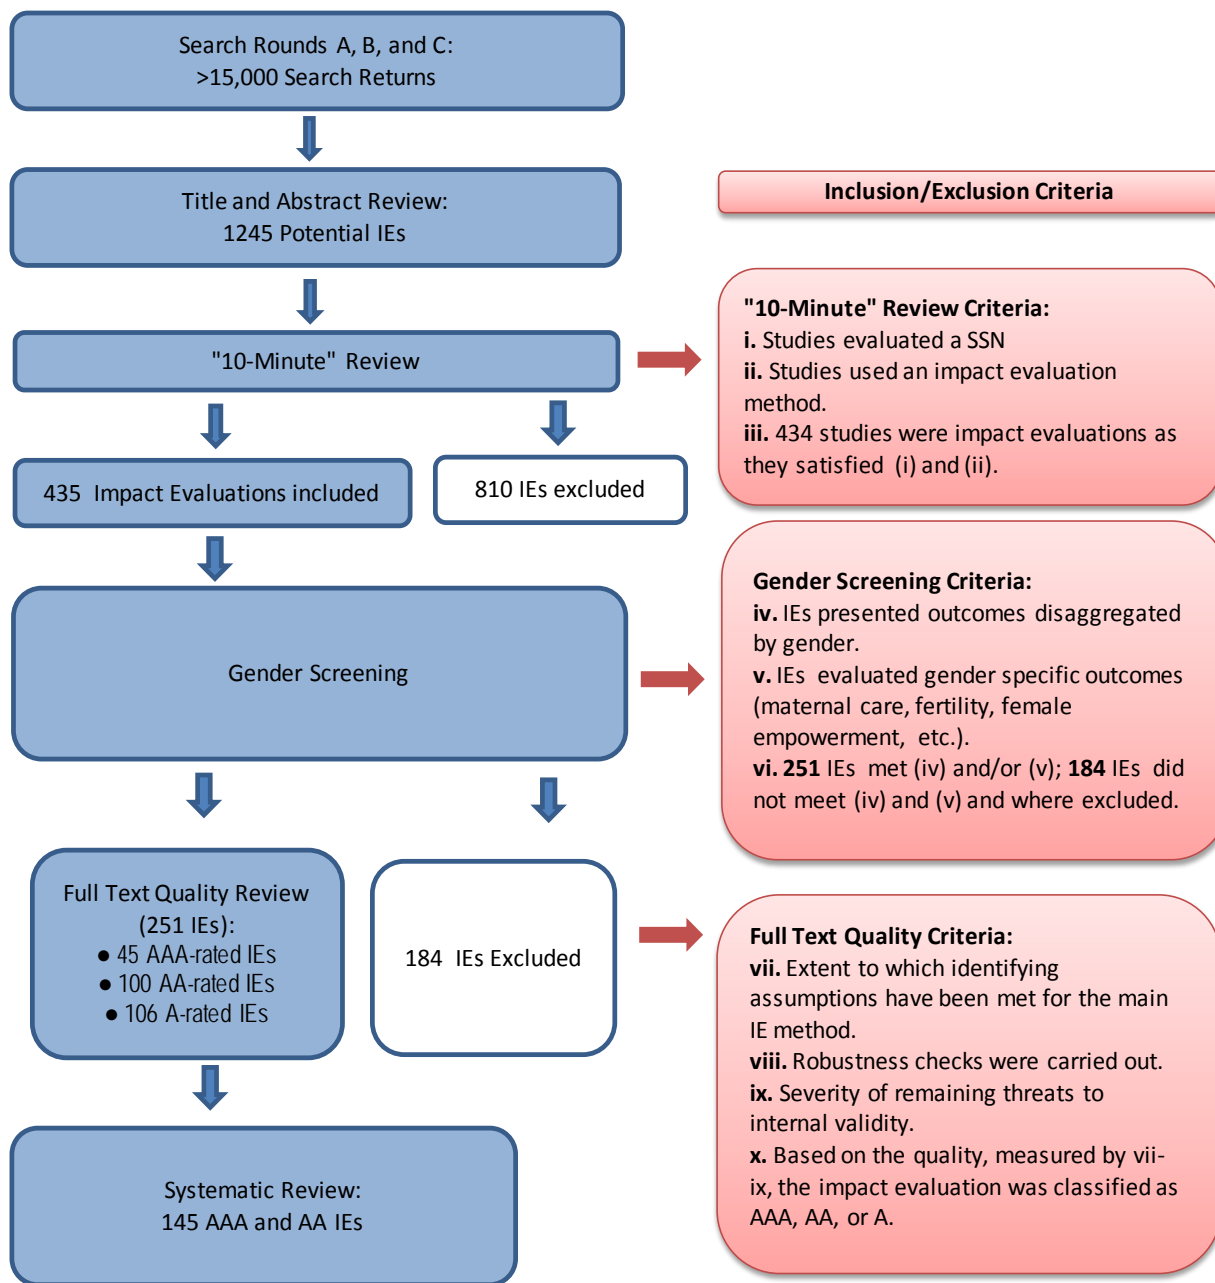 Search Rounds A, B, and C:
>15,000 Search Returns
Title and Abstract Review:
1245 Potential IEs
Inclusion/Exclusion Criteria
"10-Minute" Review
"10-Minute" Review Criteria:
i. Studies evaluated a SSN
ii. Studies used an impact evaluation
method.
iii. 434 studies were impact evaluations as
they satisfied (i) and (ii).
435 Impact Evaluations included
810 IEs excluded
Gender Screening
Gender Screening Criteria:
iv. IEs presented outcomes disaggregated
by gender.
v. IEs evaluated gender specific outcomes
(maternal care, fertility, female
empowerment, etc.).
vi. 251 IEs met (iv) and/or (v); 184 IEs did
not meet (iv) and (v) and where excluded.
Full Text Quality Review
(251 IEs):
● 45 AAA-rated IEs
● 100 AA-rated IEs
● 106 A-rated IEs
184 IEs Excluded
Full Text Quality Criteria:
vii. Extent to which identifying
assumptions have been met for the main
IE method.
viii. Robustness checks were carried out.
ix. Severity of remaining threats to
internal validity.
x. Based on the quality, measured by vii-
ix, the impact evaluation was classified as
AAA, AA, or A.
Systematic Review:
145 AAA and AA IEs